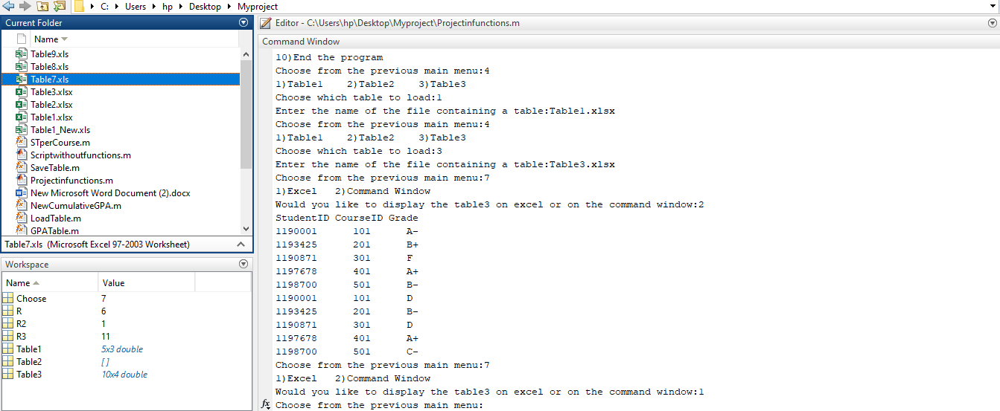 C: Users hp Desktop Myproject
Current Folder
Name
Table9.xls
Table8.xls
Table7.xls
Table3.xlsx
Table2.xlsx
Table1.xlsx
Table1_New.xls
STperCourse.m
Scriptwithoutfunctions.m
SaveTable.m
Projectinfunctions.m
New Microsoft Word Document (2).docx
NewCumulativeGPA.m
LoadTable.m
GPATable.m
Table7.xls (Microsoft Excel 97-2003 Worksheet)
Workspace
Name Value
Choose 7
R 6
R2 1
R3 11
Table1 5x3 double
Table2 []
Table3 10x4 double
Editor - C:\Users\hp\Desktop\Myproject\Projectinfunctions.m
Command Window
10)End the program
Choose from the previous main menu:4
1)Table1 2)Table2 3)Table3
Choose which table to load:1
Enter the name of the file containing a table:Table1.xlsx
Choose from the previous main menu:4
1)Table1 2)Table2 3)Table3
Choose which table to load:3
Enter the name of the file containing a table:Table3.xlsx
Choose from the previous main menu:7
1)Excel 2)Command Window
Would you like to display the table3 on excel or on the command window:2
StudentID CourseID Grade
1190001 101 A-
1193425 201 B+
1190871 301 F
1197678 401 A+
1198700 501 B-
1190001 101 D
1193425 201 B-
1190871 301 D
1197678 401 A+
1198700 501 C-
Choose from the previous main menu:7
1)Excel 2)Command Window
Would you like to display the table3 on excel or on the command window:1
fx Choose from the previous main menu: